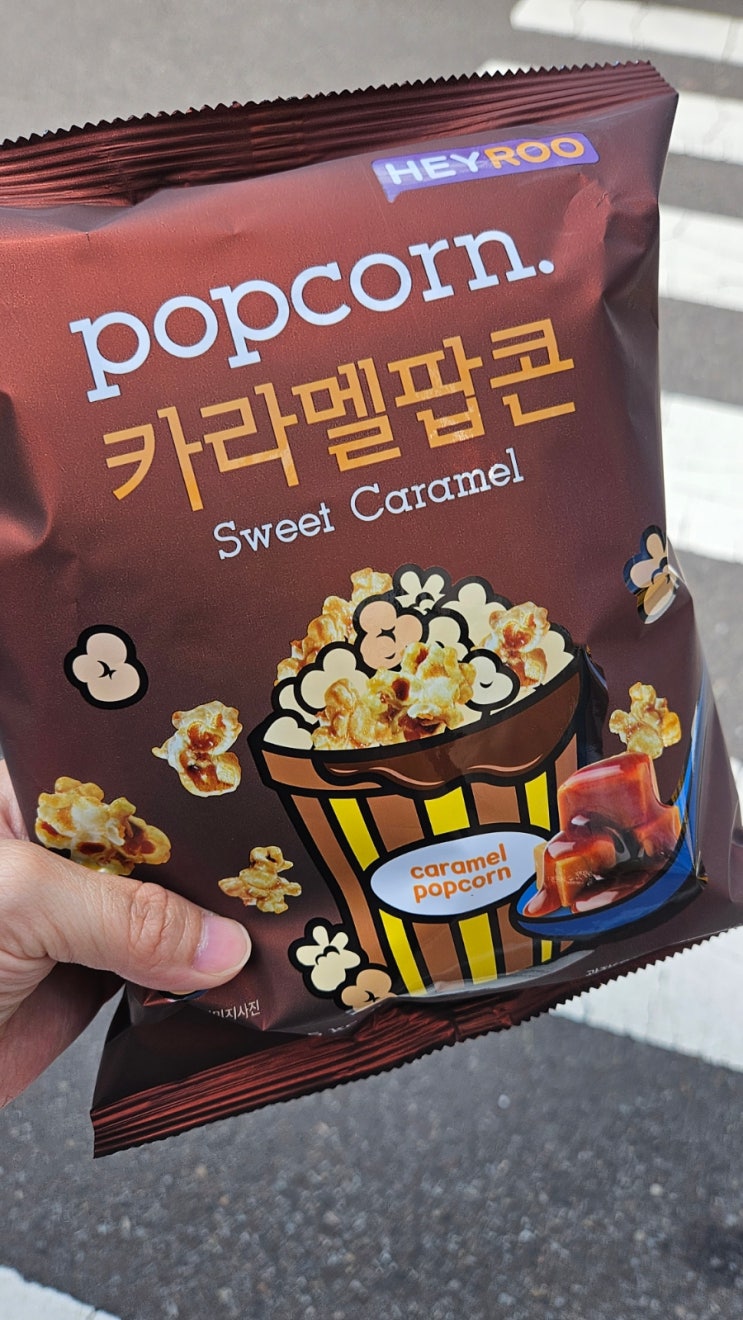 HEYROO
popcorn.
카라멜팝콘
Sweet Caramel
caramel
popcorn